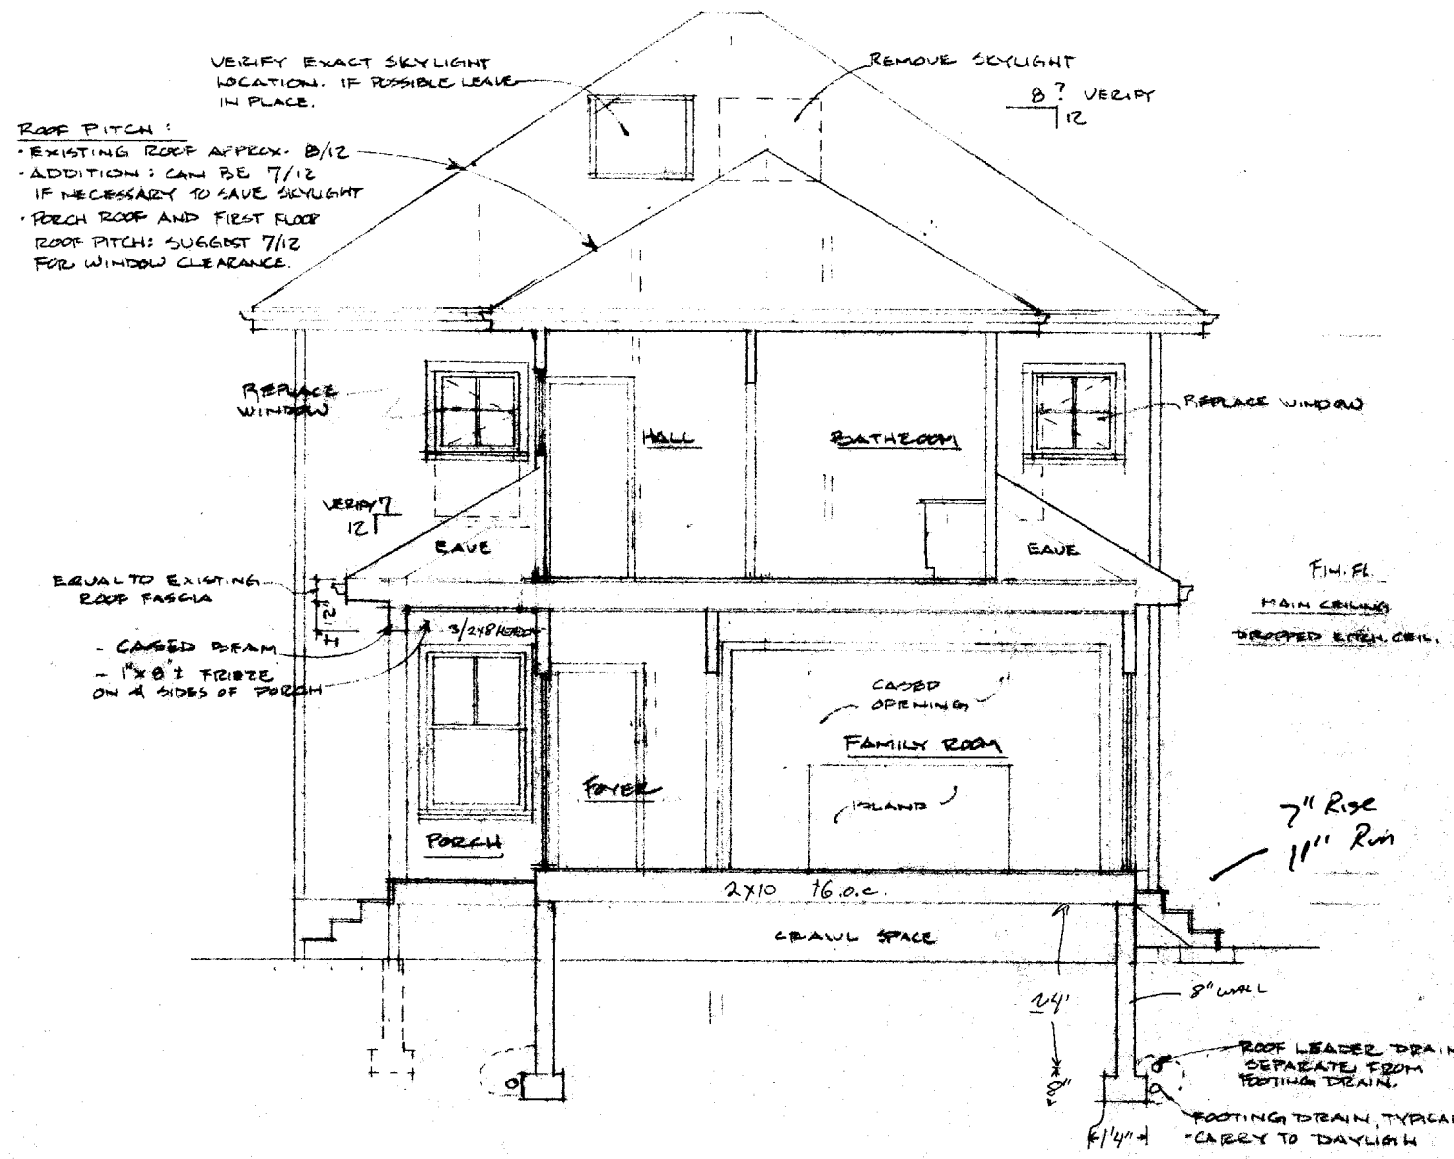 VERIFY EXACT SKYLIGHT
LOCATION. IF POSSIBLE LEAVE
IN PLACE.
REMOVE SKYLIGHT
8 ? VERIFY
12
ROOF PITCH:
• EXISTING ROOF APPROX. 8/12
• ADDITION: CAN BE 7/12
IF NECESSARY TO SAVE SKYLIGHT
• PORCH ROOF AND FIRST FLOOR
ROOF PITCH: SUGGEST 7/12
FOR WINDOW CLEARANCE.
REPLACE
WINDOW
HALL
BATHROOM
REPLACE WINDOW
VERIFY 7
12
EAVE
EAVE
EQUAL TO EXISTING
ROOF FASCIA
FIN. FL.
MAIN CEILING
DROPPED KITCH. CEIL.
- CASED BEAM
- 1"x8"± FRIEZE
ON 4 SIDES OF PORCH
3/2x8 HEADER
CASED
OPENING
FAMILY ROOM
FOYER
ISLAND
PORCH
7" Rise
11" Run
2x10 16 o.c.
CRAWL SPACE
8" WALL
ROOF LEADER DRAIN
SEPARATE FROM
FOOTING DRAIN.
8"
FOOTING DRAIN, TYPICAL
1'4"
-CARRY TO DAYLIGH